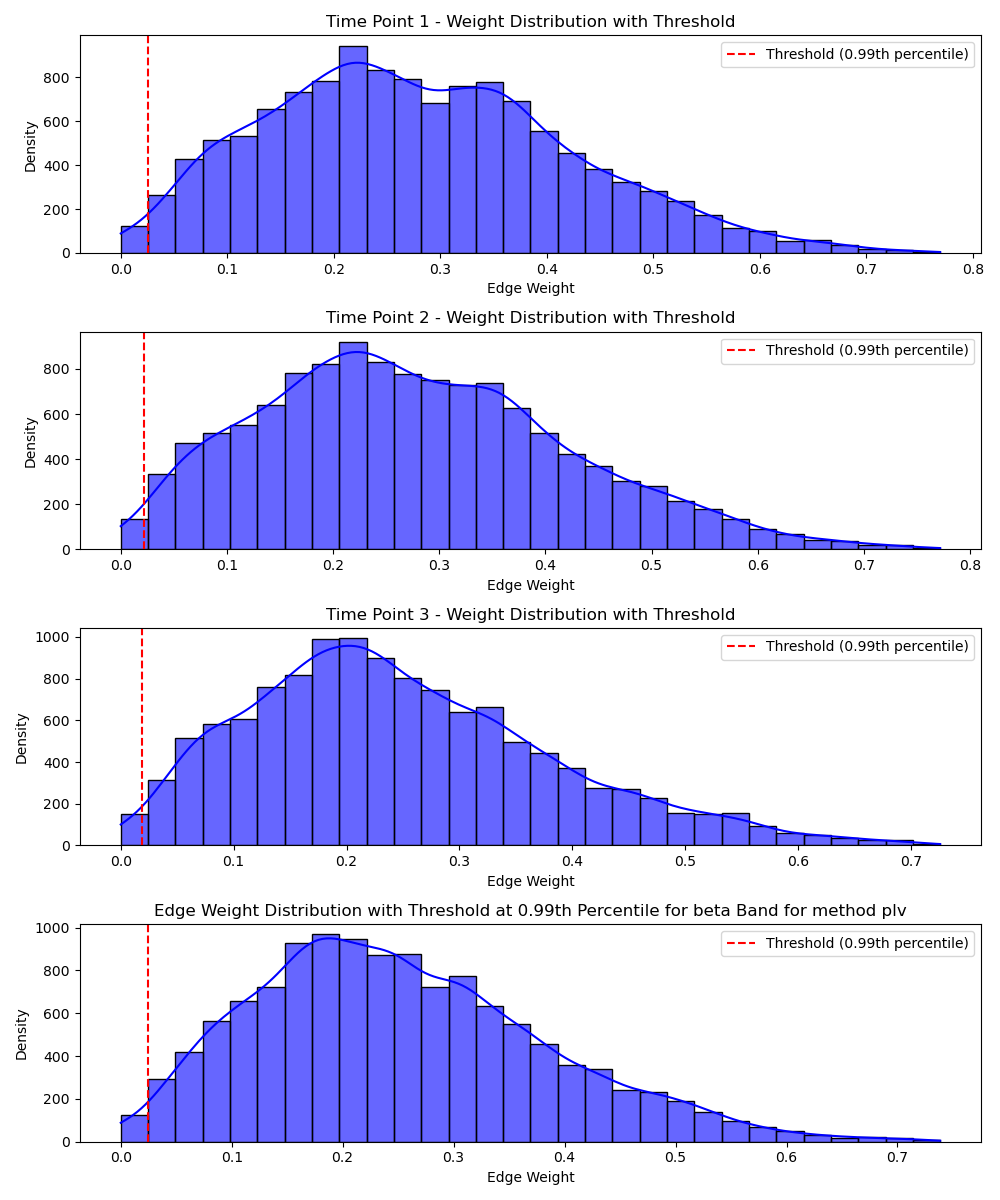 Time Point 1 - Weight Distribution with Threshold
Threshold (0.99th percentile)
Density
800
600
400
200
0
0.0 0.1 0.2 0.3 0.4 0.5 0.6 0.7 0.8
Edge Weight
Time Point 2 - Weight Distribution with Threshold
Threshold (0.99th percentile)
Density
800
600
400
200
0
0.0 0.1 0.2 0.3 0.4 0.5 0.6 0.7 0.8
Edge Weight
Time Point 3 - Weight Distribution with Threshold
Threshold (0.99th percentile)
Density
1000
800
600
400
200
0
0.0 0.1 0.2 0.3 0.4 0.5 0.6 0.7
Edge Weight
Edge Weight Distribution with Threshold at 0.99th Percentile for beta Band for method plv
Threshold (0.99th percentile)
Density
1000
800
600
400
200
0
0.0 0.1 0.2 0.3 0.4 0.5 0.6 0.7
Edge Weight